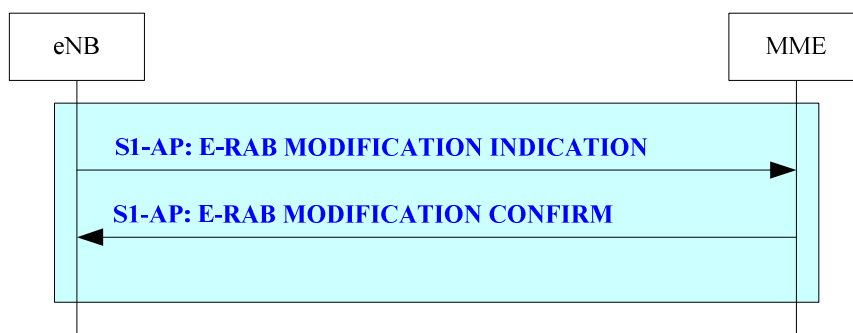 eNB
MME
S1-AP: E-RAB MODIFICATION INDICATION
S1-AP: E-RAB MODIFICATION CONFIRM